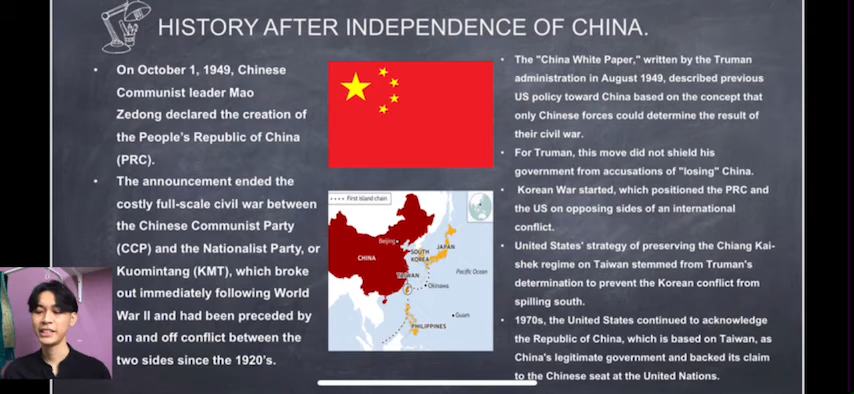 HISTORY AFTER INDEPENDENCE OF CHINA.
• On October 1, 1949, Chinese
Communist leader Mao
Zedong declared the creation of
the People's Republic of China
(PRC).
• The announcement ended the
costly full-scale civil war between
the Chinese Communist Party
(CCP) and the Nationalist Party, or
Kuomintang (KMT), which broke
out immediately following World
War II and had been preceded by
on and off conflict between the
two sides since the 1920's.
First island chain
Beijing
CHINA
SOUTH
KOREA
JAPAN
TAIWAN
Okinawa
Pacific Ocean
Guam
PHILIPPINES
• The "China White Paper," written by the Truman
administration in August 1949, described previous
US policy toward China based on the concept that
only Chinese forces could determine the result of
their civil war.
• For Truman, this move did not shield his
government from accusations of "losing" China.
• Korean War started, which positioned the PRC and
the US on opposing sides of an international
conflict.
• United States' strategy of preserving the Chiang Kai-
shek regime on Taiwan stemmed from Truman's
determination to prevent the Korean conflict from
spilling south.
• 1970s, the United States continued to acknowledge
the Republic of China, which is based on Taiwan, as
China's legitimate government and backed its claim
to the Chinese seat at the United Nations.